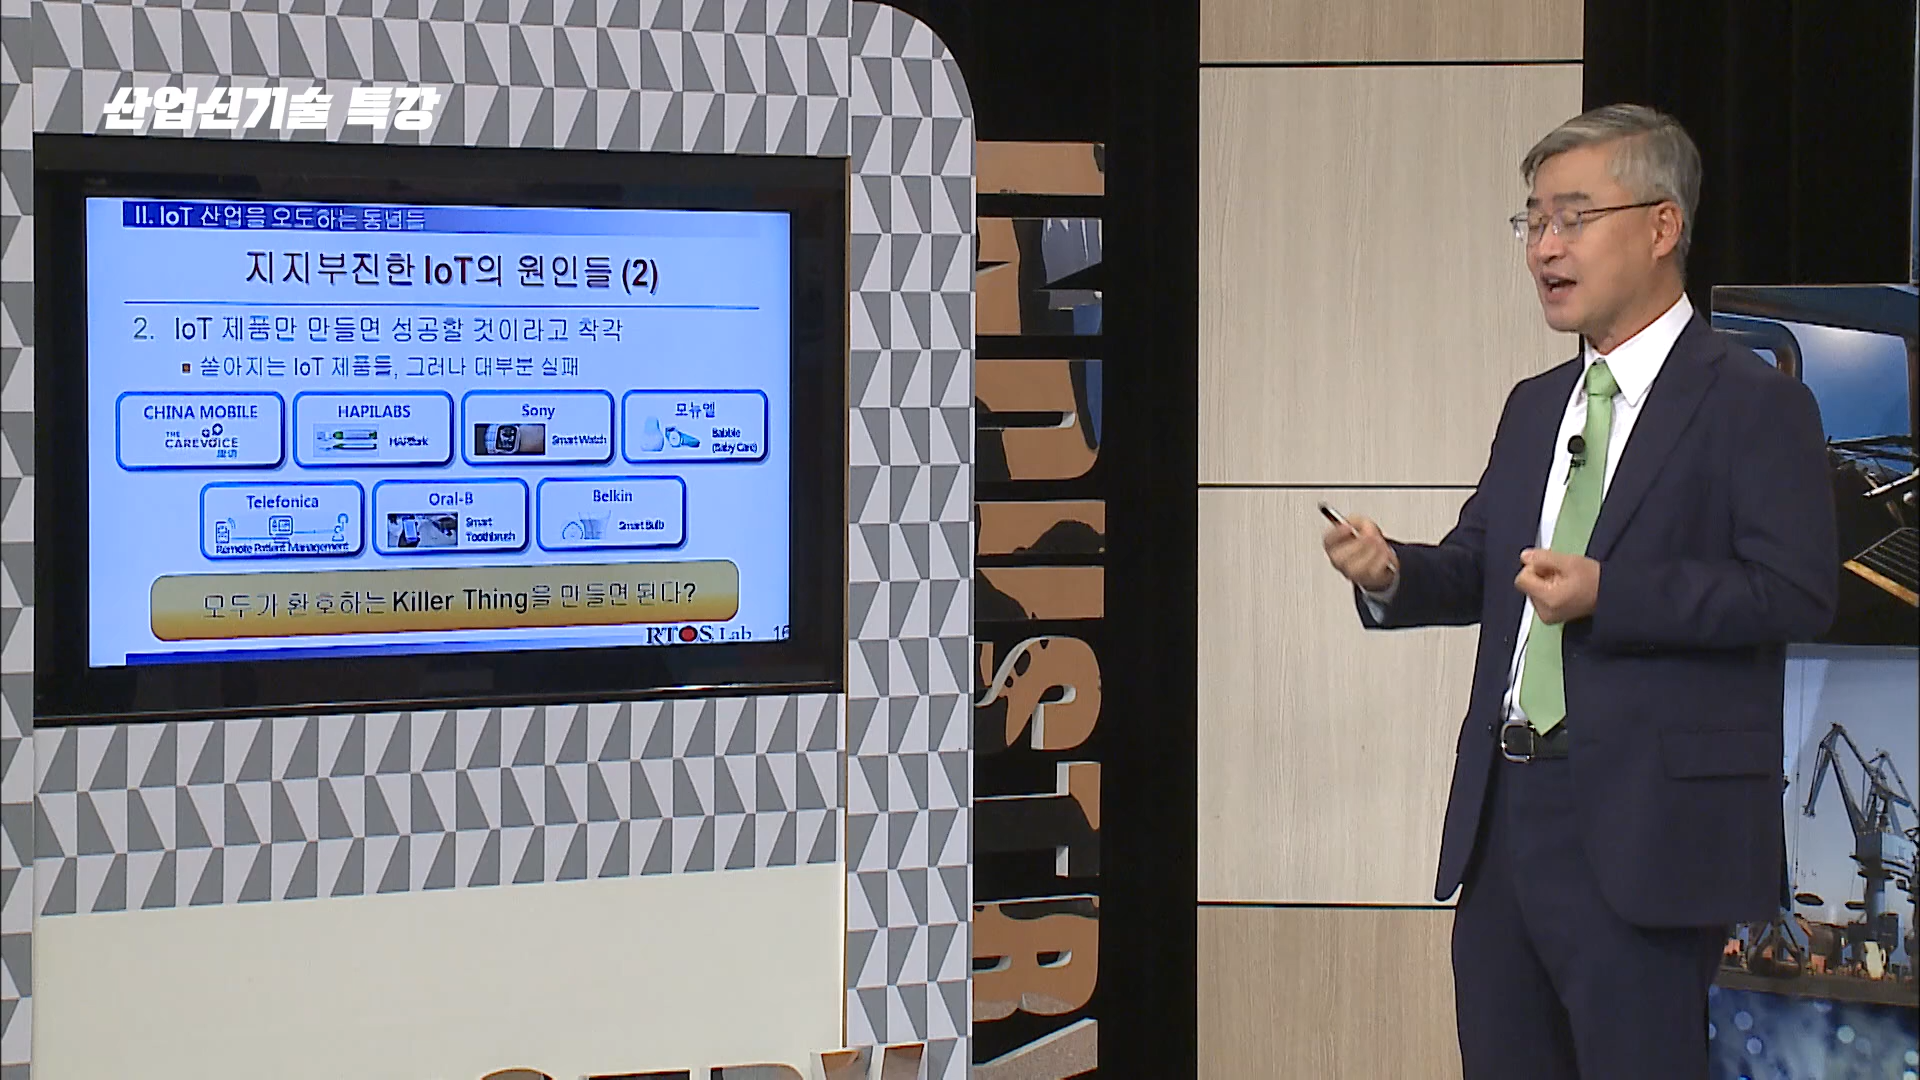 산업신기술 특강
II. IoT 산업을 오도하는 통념들
지지부진한 IoT의 원인들 (2)
2. IoT 제품만 만들면 성공할 것이라고 착각
쏟아지는 IoT 제품들, 그러나 대부분 실패
CHINA MOBILE
THE
CAREVOICE
HAPILABS
HAPIfork
Sony
Smart Watch
모뉴엘
Babble
(Baby Care)
Telefonica
Remote Patient Management
Oral-B
Smart
Toothbrush
Belkin
Smart Bulb
모두가 환호하는 Killer Thing을 만들면 된다?
RTOS Lab
16